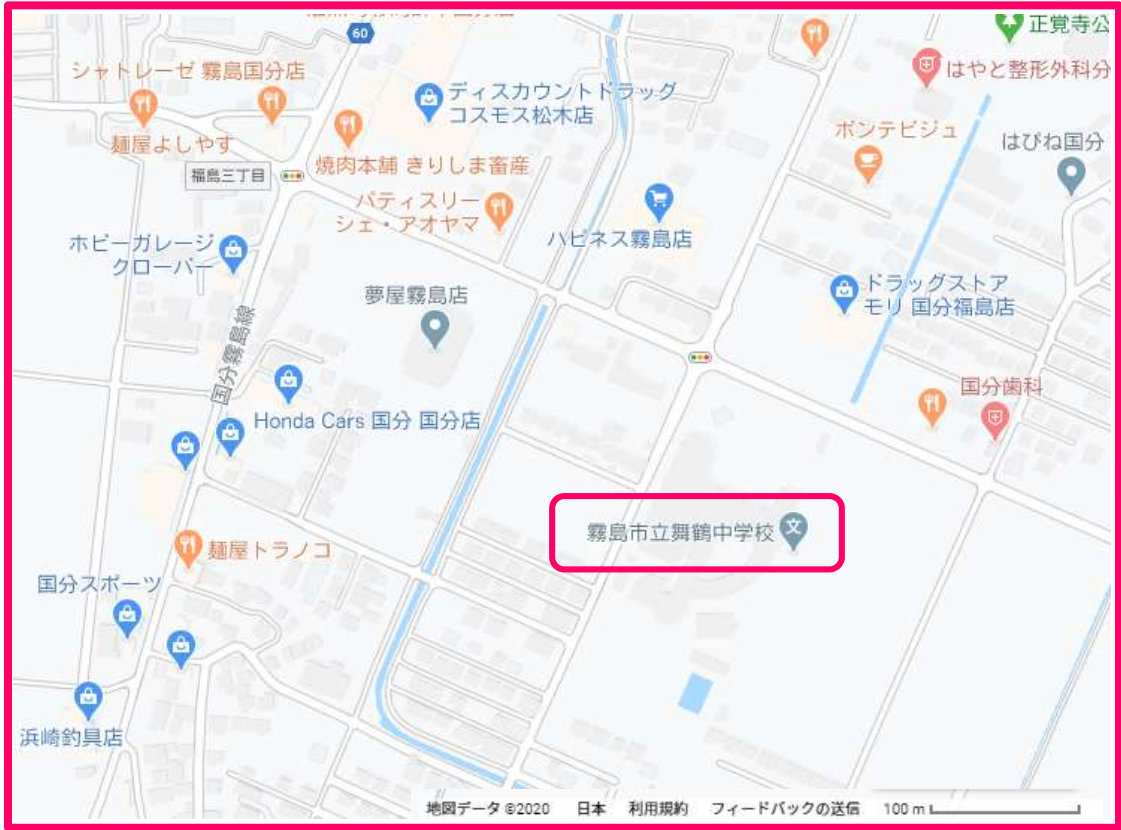 60
正覚寺公
シャトレーゼ 霧島国分店
はやと整形外科分
ディスカウントドラッグ
コスモス松木店
麺屋よしやす
ボンテビジュ
はぴね国分
焼肉本舗 きりしま畜産
福島三丁目
パティスリー
シェ・アオヤマ
ハピネス霧島店
ホビーガレージ
クローバー
ドラッグストア
モリ 国分福島店
夢屋霧島店
国分霧島線
国分歯科
Honda Cars 国分 国分店
霧島市立舞鶴中学校
麺屋トラノコ
国分スポーツ
浜崎釣具店
地図データ ©2020 日本 利用規約 フィードバックの送信 100 m